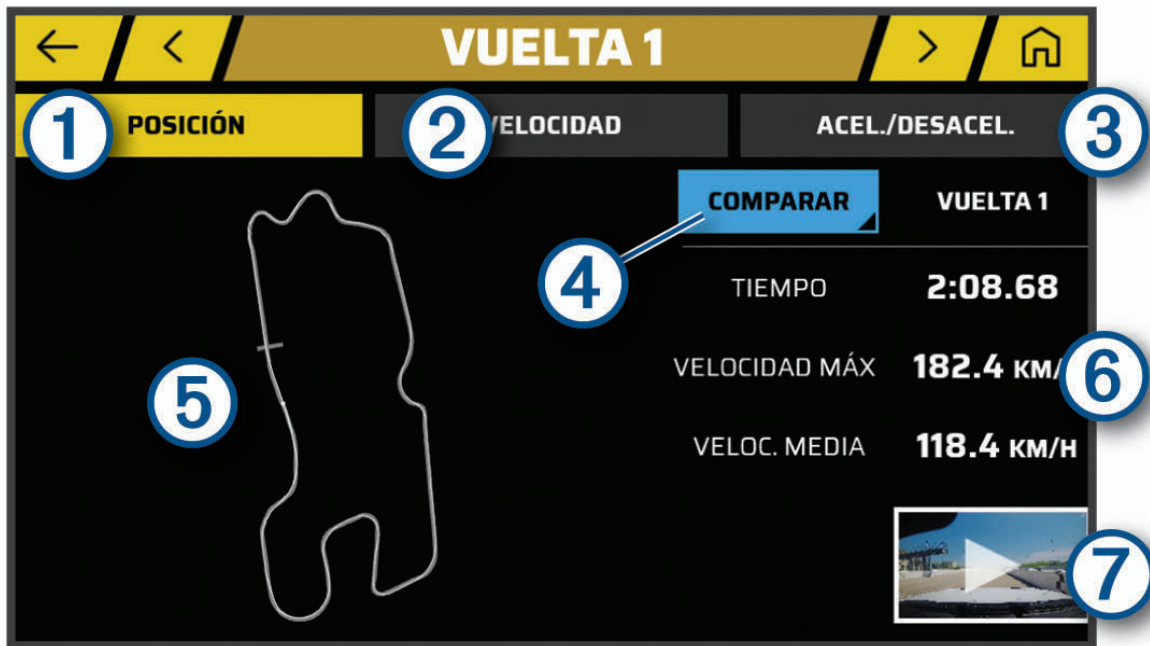 VUELTA 1
1 POSICIÓN 2 VELOCIDAD ACEL./DESACEL. 3
COMPARAR VUELTA 1
4
TIEMPO 2:08.68
VELOCIDAD MÁX 182.4 KM/ 6
5
VELOC. MEDIA 118.4 KM/H
7